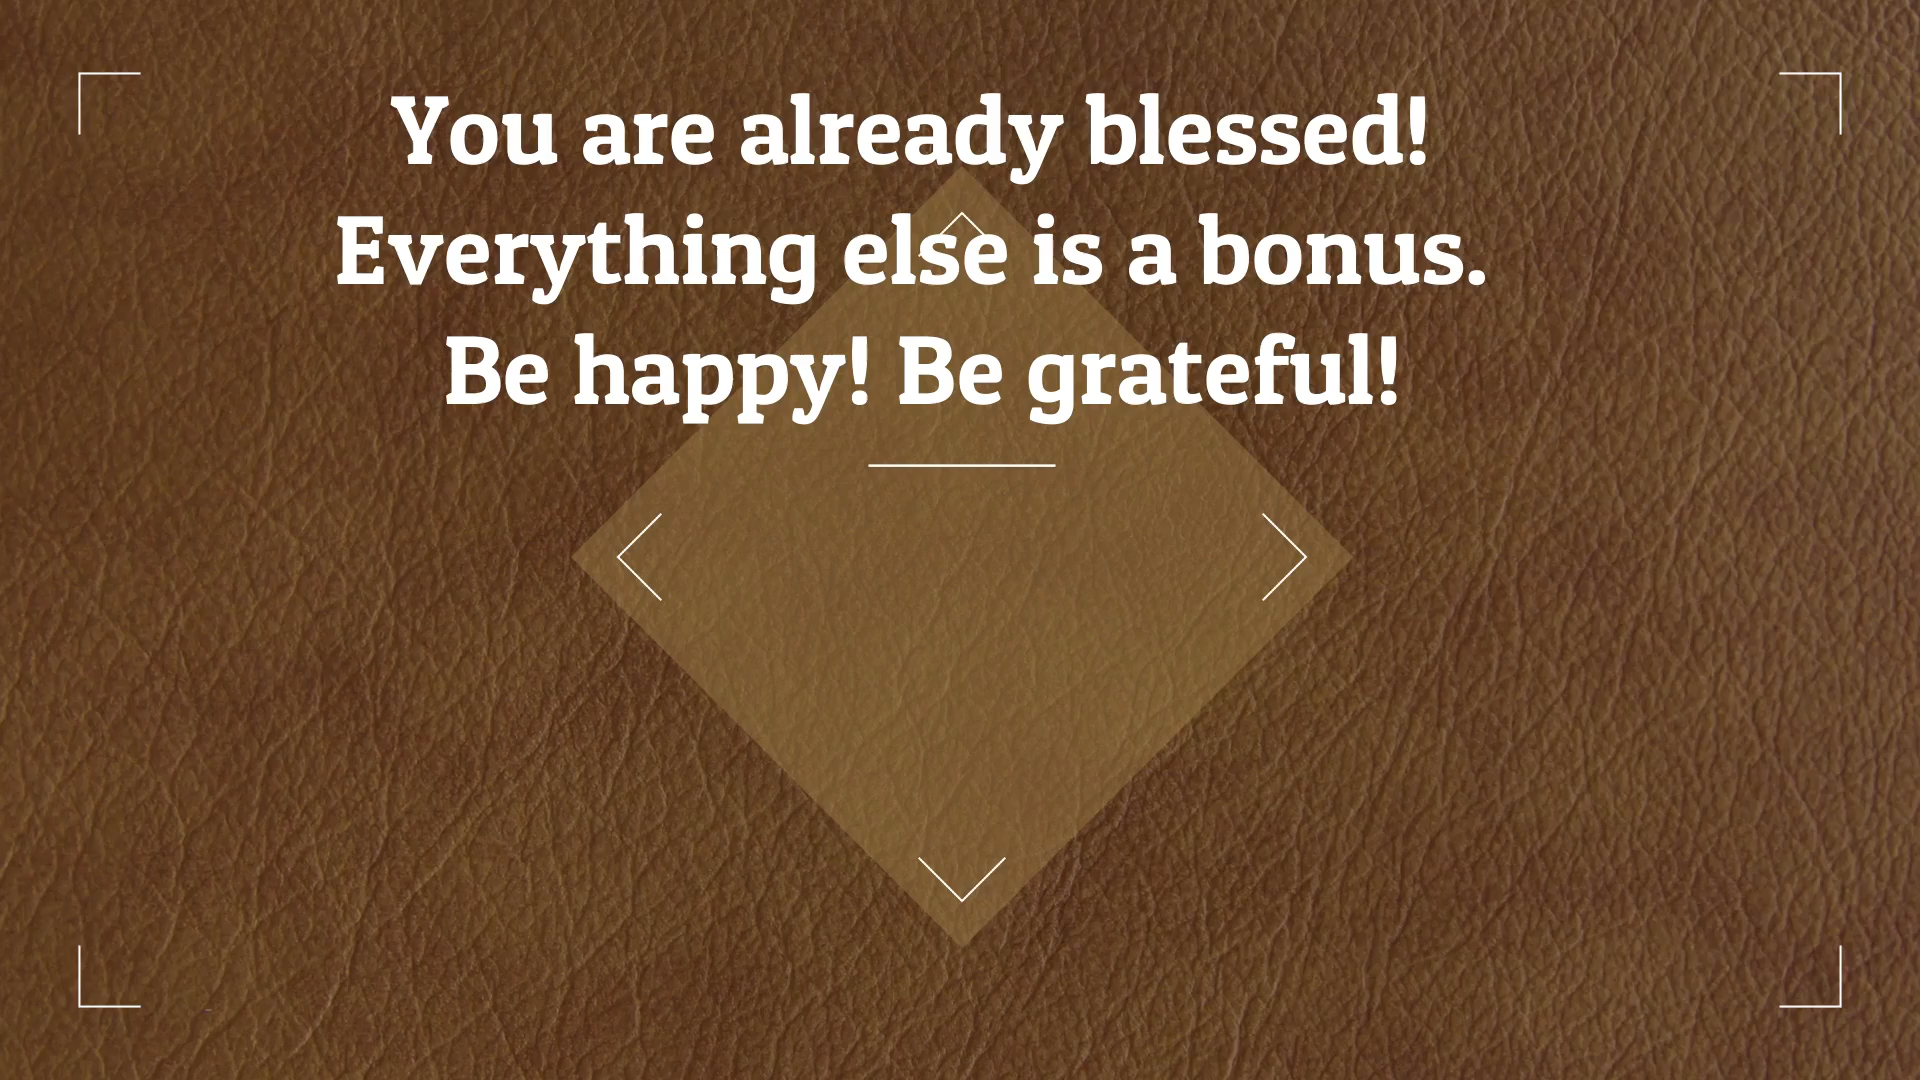 You are already blessed!
Everything else is a bonus.
Be happy! Be grateful!